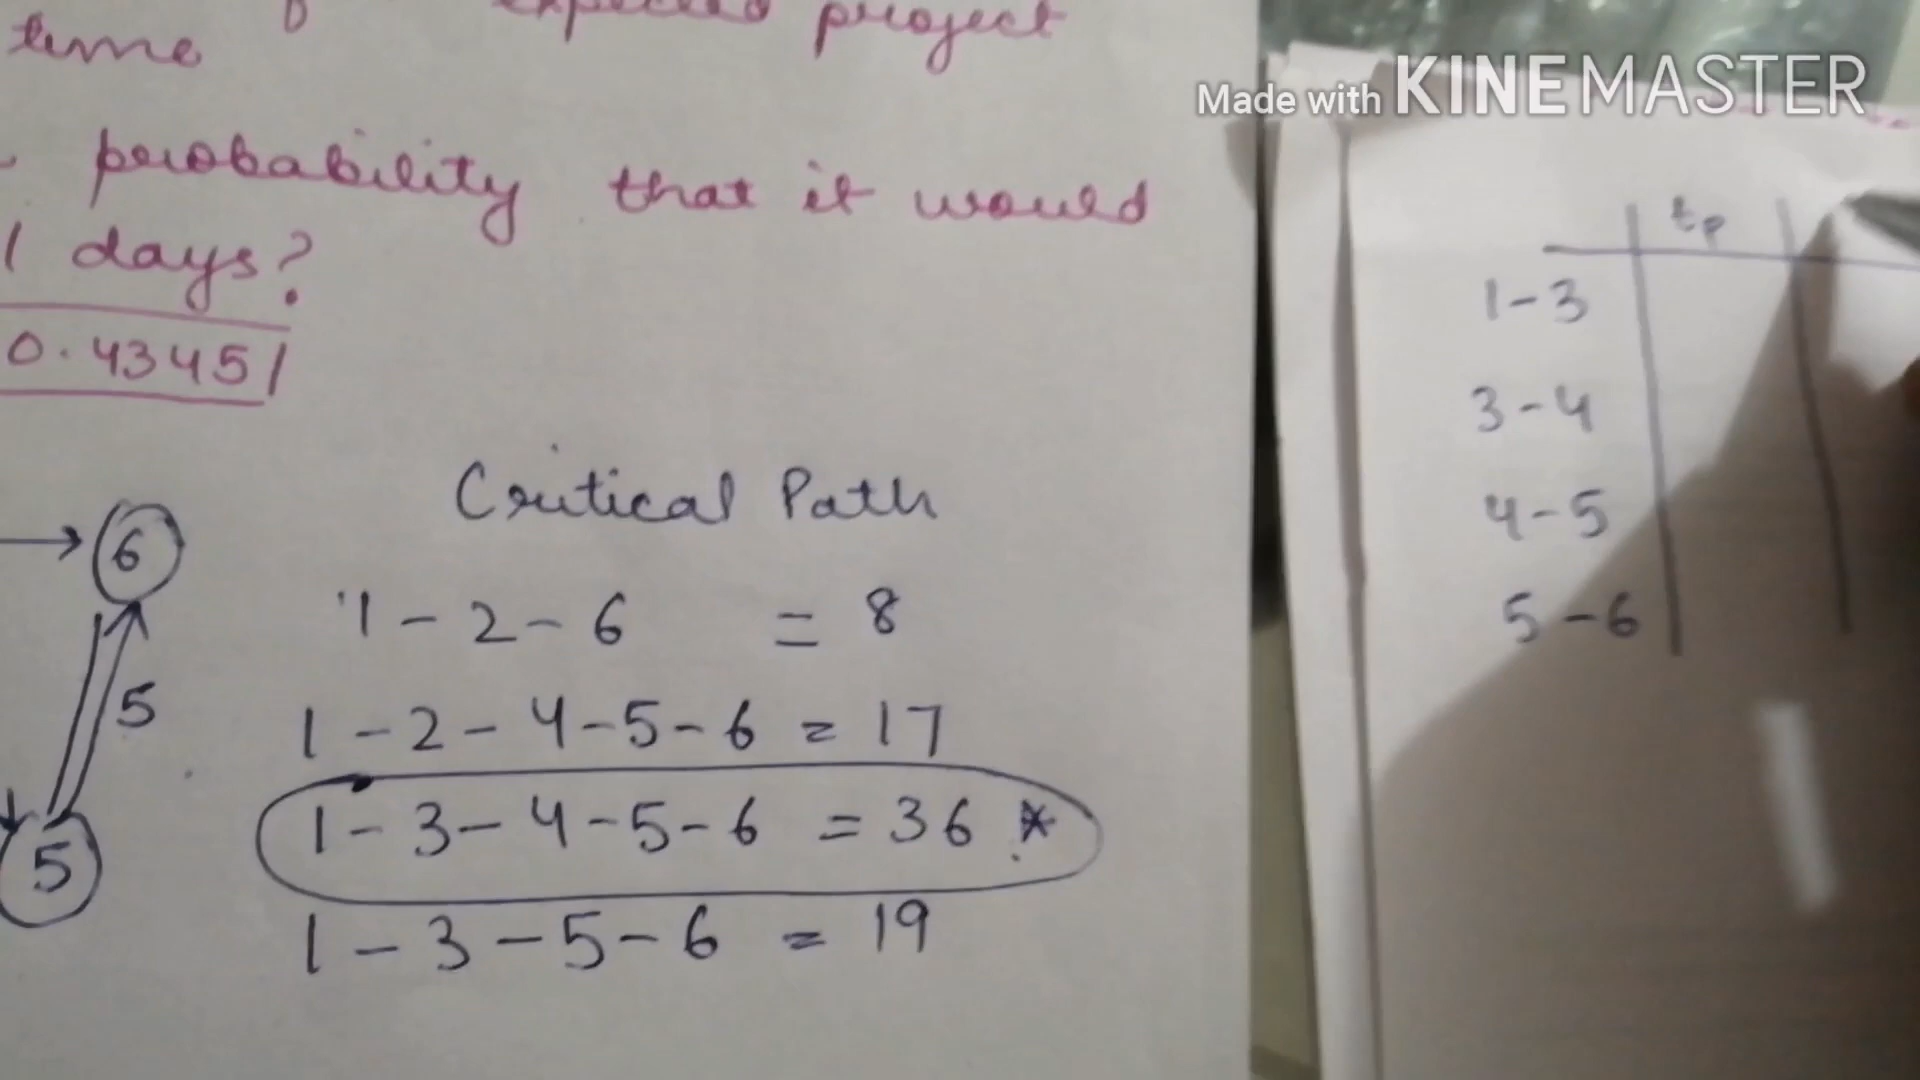 time expected project
probability that it would
1 days?
0.43451
6
5
5
Critical Path
1-2-6 = 8
1-2-4-5-6 = 17
1-3-4-5-6 = 36 *
1-3-5-6 = 19
Made with KINEMASTER
tp
1-3
3-4
4-5
5-6